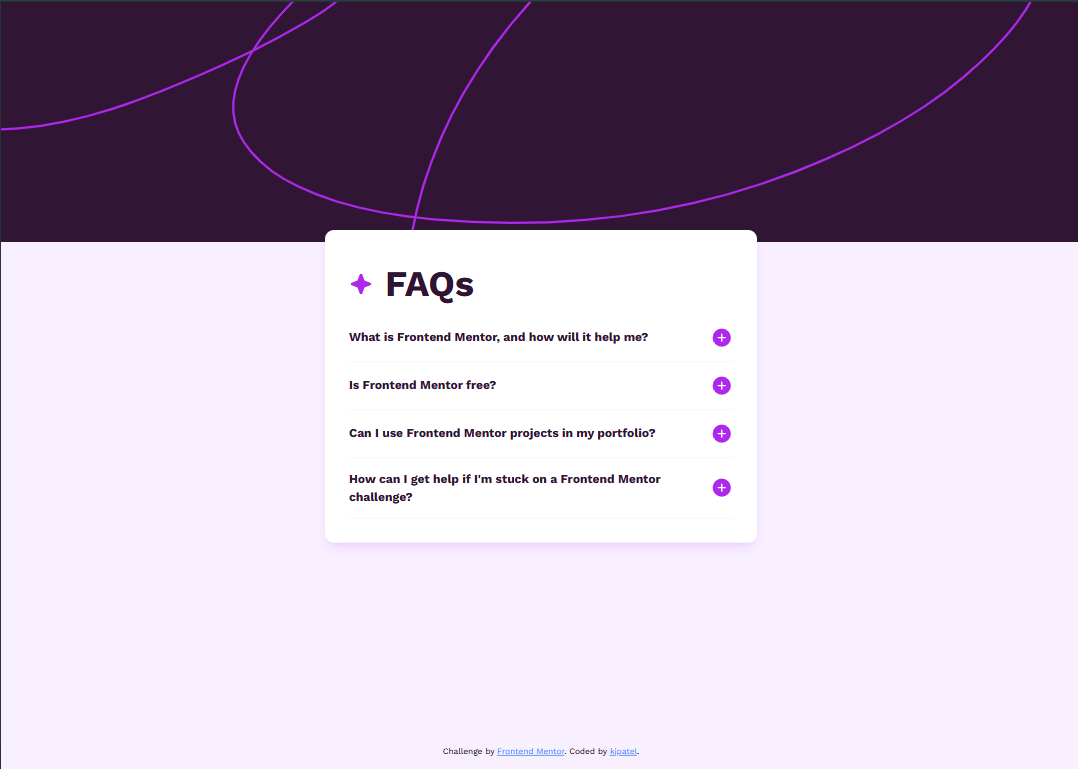 FAQs
What is Frontend Mentor, and how will it help me?
Is Frontend Mentor free?
Can I use Frontend Mentor projects in my portfolio?
How can I get help if I'm stuck on a Frontend Mentor
challenge?
Challenge by Frontend Mentor. Coded by kjpatel.